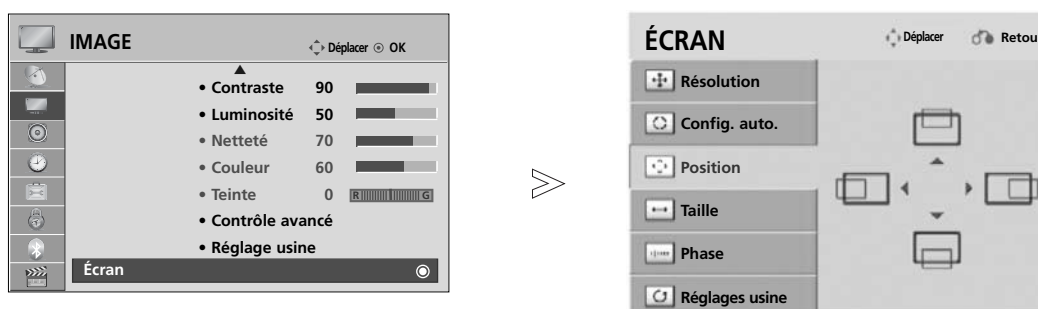 IMAGE
Déplacer OK
• Contraste 90
• Luminosité 50
• Netteté 70
• Couleur 60
• Teinte 0 R G
• Contrôle avancé
• Réglage usine
Écran
ÉCRAN
Déplacer Retou
Résolution
Config. auto.
Position
Taille
Phase
Réglages usine